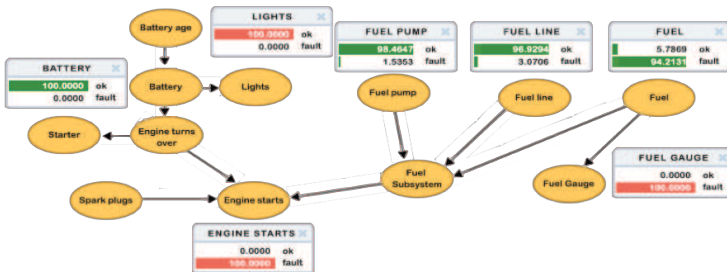 Battery age
LIGHTS
100.0000 ok
0.0000 fault
FUEL PUMP
98.4647 ok
1.5353 fault
FUEL LINE
96.9294 ok
3.0706 fault
FUEL
5.7869 ok
94.2131 fault
BATTERY
100.0000 ok
0.0000 fault
Battery
Lights
Fuel pump
Fuel line
Fuel
Starter
Engine turns
over
Fuel
Subsystem
Fuel Gauge
FUEL GAUGE
0.0000 ok
100.0000 fault
Spark plugs
Engine starts
ENGINE STARTS
0.0000 ok
100.0000 fault